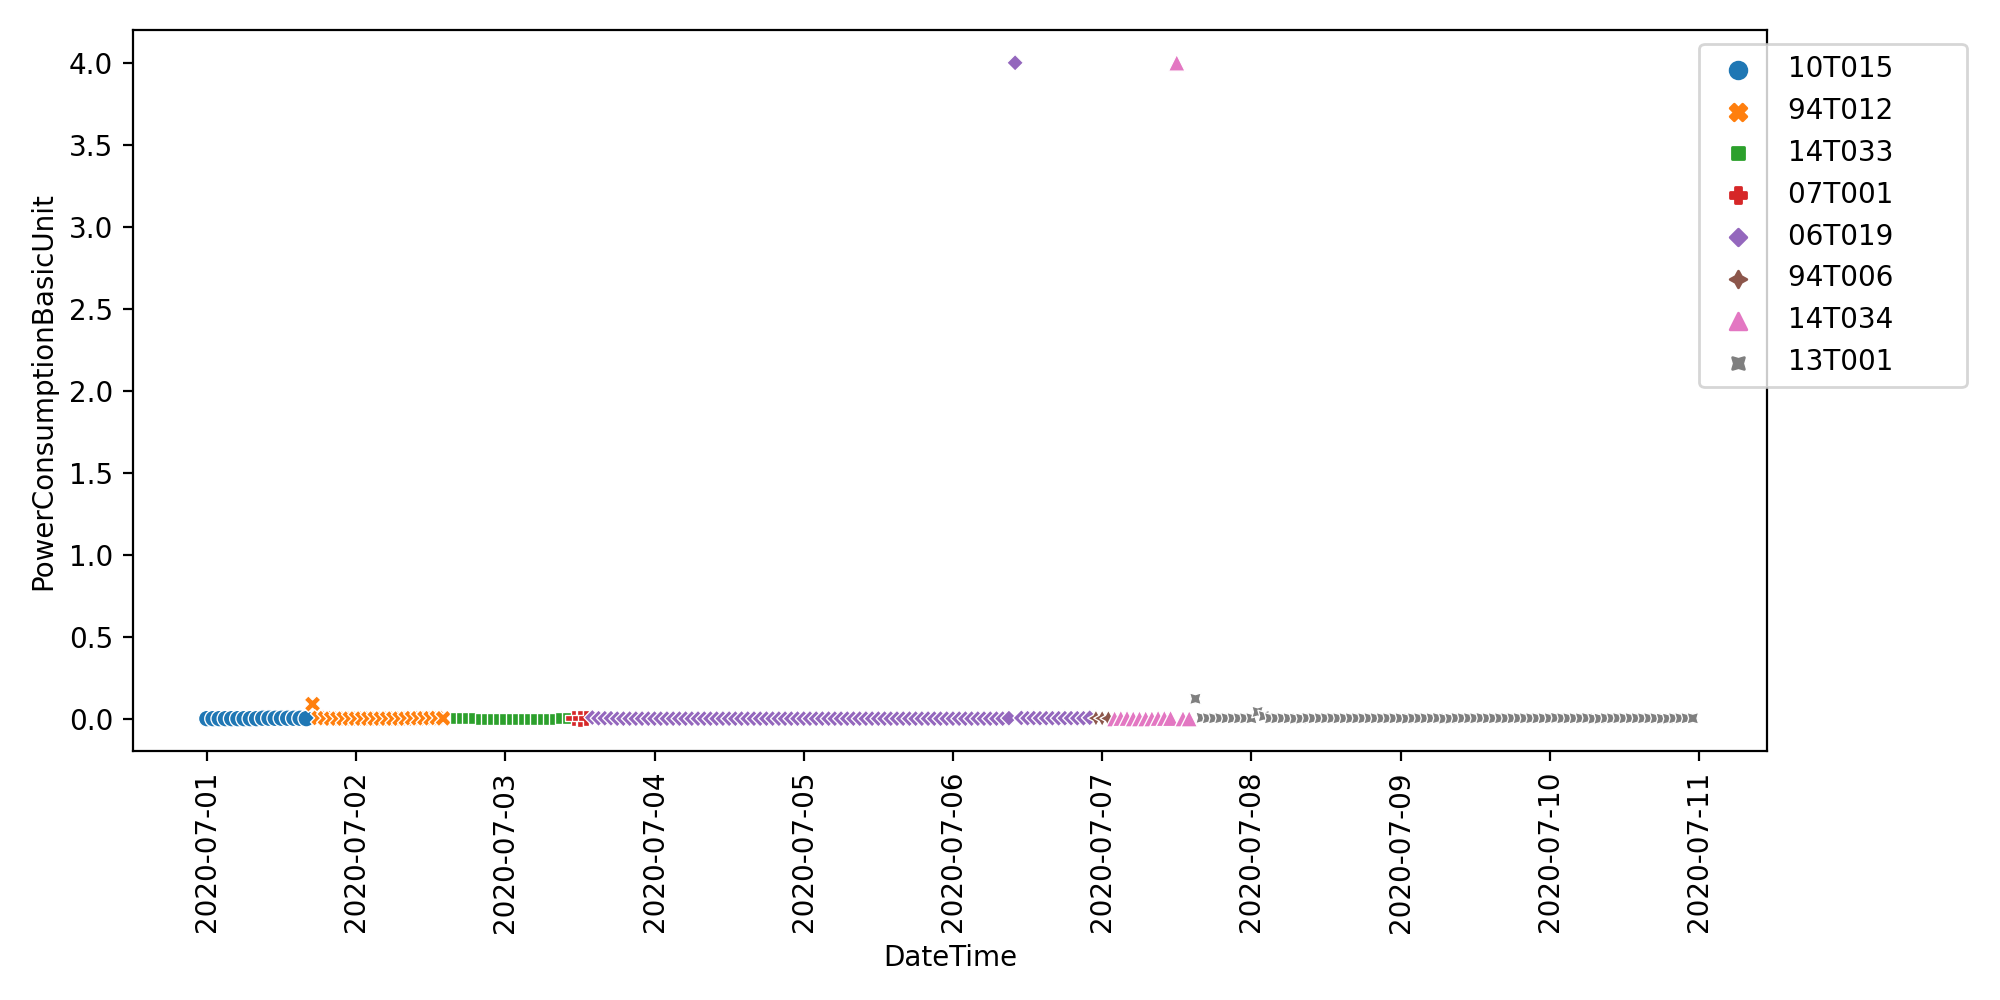 4.0
3.5
3.0
2.5
2.0
1.5
1.0
0.5
0.0
PowerConsumptionBasicUnit
2020-07-01
2020-07-02
2020-07-03
2020-07-04
2020-07-05
2020-07-06
2020-07-07
2020-07-08
2020-07-09
2020-07-10
2020-07-11
DateTime
10T015
94T012
14T033
07T001
06T019
94T006
14T034
13T001